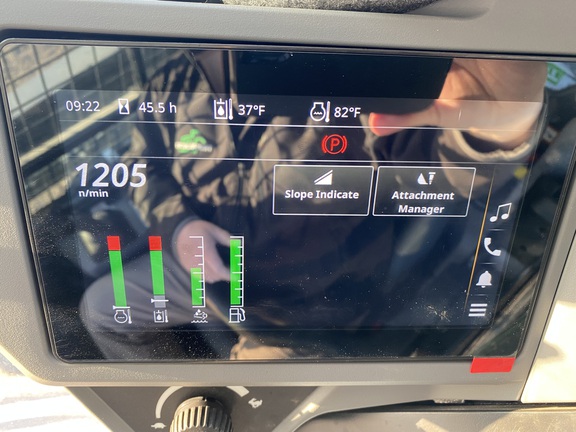 09:22 45.5 h 37°F 82°F
P
1205
n/min
Slope Indicate
Attachment
Manager